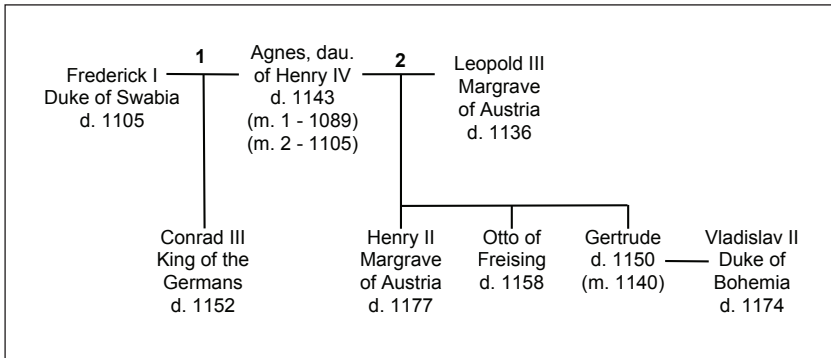 1
2
Frederick I
Duke of Swabia
d. 1105
Agnes, dau.
of Henry IV
d. 1143
(m. 1 - 1089)
(m. 2 - 1105)
Leopold III
Margrave
of Austria
d. 1136
Conrad III
King of the
Germans
d. 1152
Henry II
Margrave
of Austria
d. 1177
Otto of
Freising
d. 1158
Gertrude
d. 1150
(m. 1140)
Vladislav II
Duke of
Bohemia
d. 1174